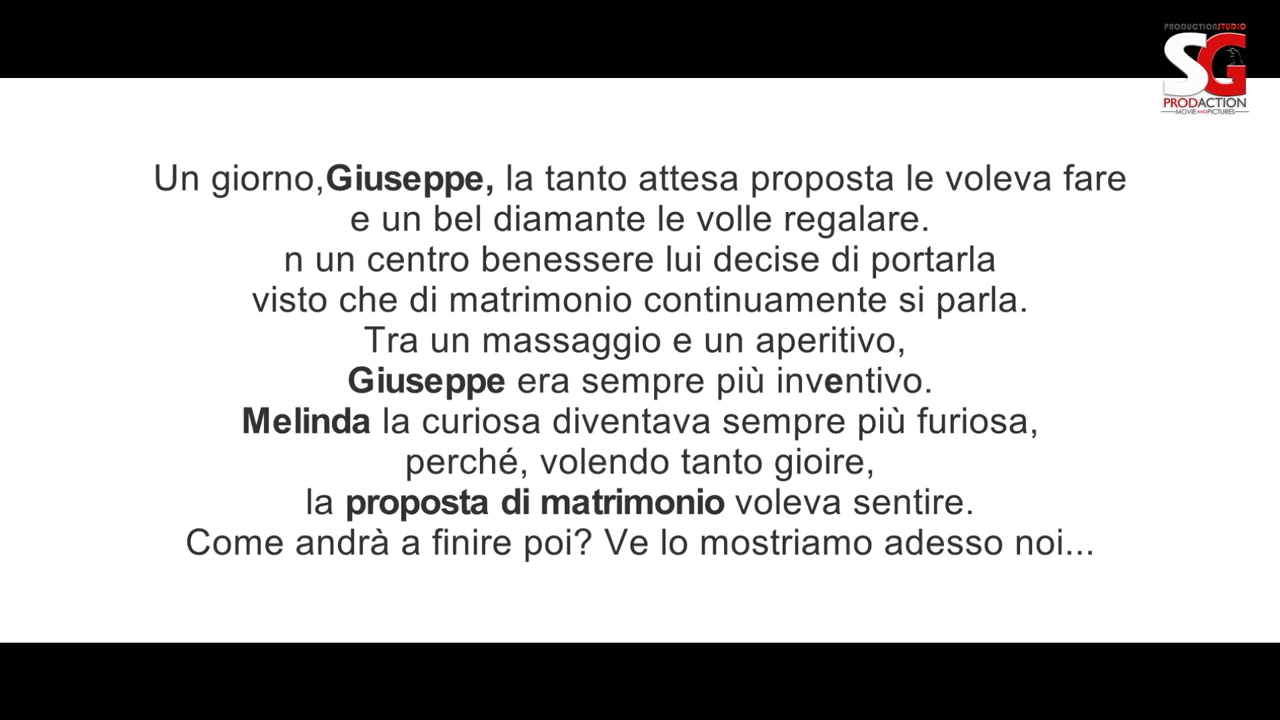 PRODUCTIONSTUDIO
SG
PRODACTION
MOVIE AND PICTURES
Un giorno,Giuseppe, la tanto attesa proposta le voleva fare
e un bel diamante le volle regalare.
n un centro benessere lui decise di portarla
visto che di matrimonio continuamente si parla.
Tra un massaggio e un aperitivo,
Giuseppe era sempre più inventivo.
Melinda la curiosa diventava sempre più furiosa,
perché, volendo tanto gioire,
la proposta di matrimonio voleva sentire.
Come andrà a finire poi? Ve lo mostriamo adesso noi...